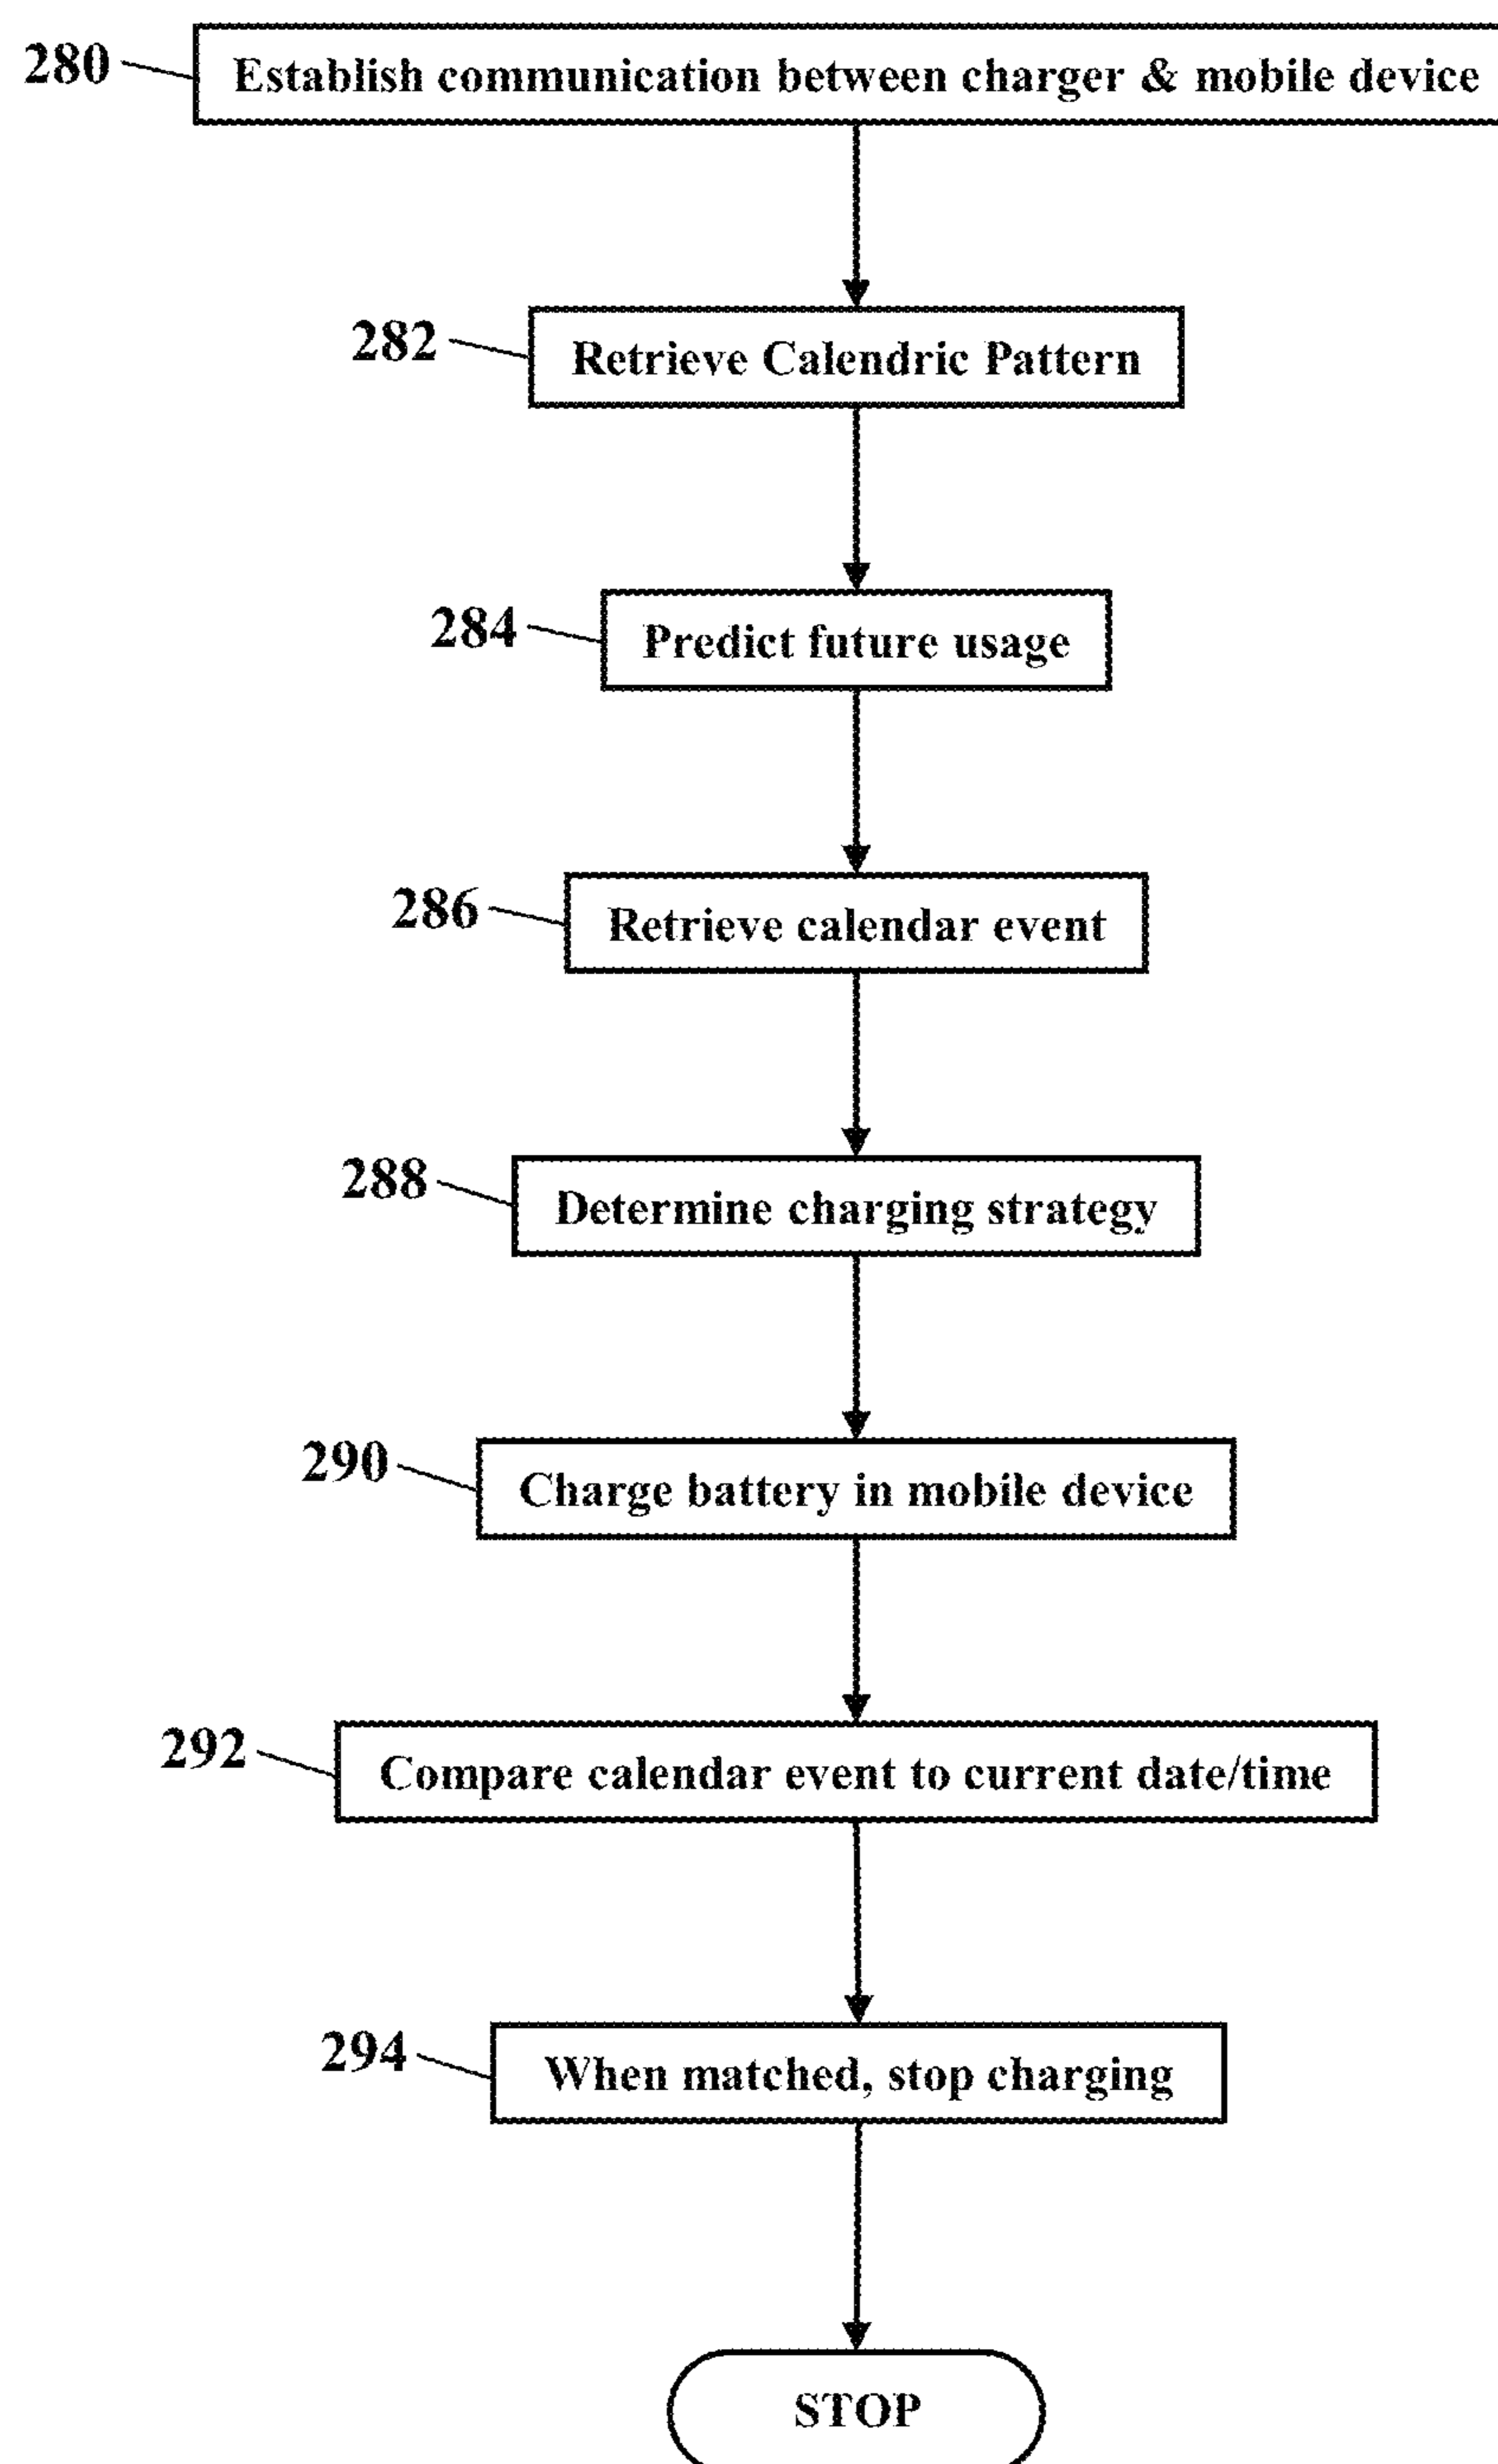 280 Establish communication between charger & mobile device
282 Retrieve Calendric Pattern
284 Predict future usage
286 Retrieve calendar event
288 Determine charging strategy
290 Charge battery in mobile device
292 Compare calendar event to current date/time
294 When matched, stop charging
STOP